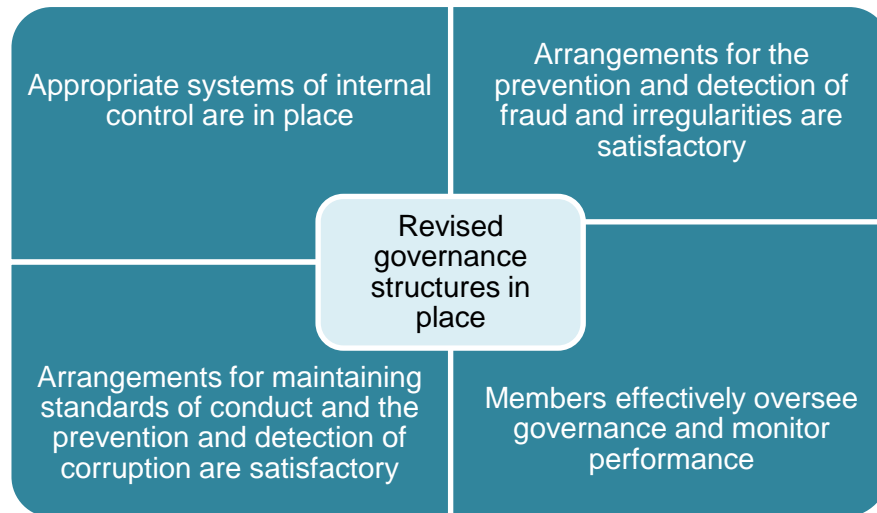 Appropriate systems of internal
control are in place
Arrangements for the
prevention and detection of
fraud and irregularities are
satisfactory
Revised
governance
structures in
place
Arrangements for maintaining
standards of conduct and the
prevention and detection of
corruption are satisfactory
Members effectively oversee
governance and monitor
performance